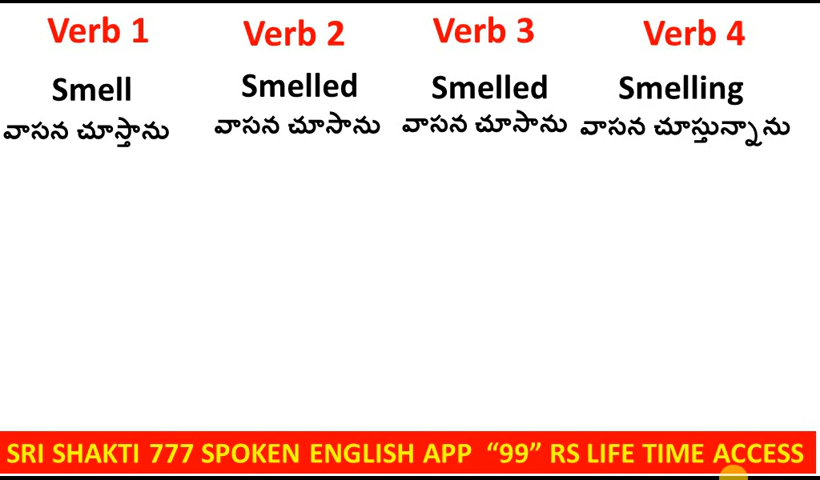 Verb 1 Verb 2 Verb 3 Verb 4
Smell Smelled Smelled Smelling
వాసన చూస్తాను వాసన చూసాను వాసన చూసాను వాసన చూస్తున్నాను
SRI SHAKTI 777 SPOKEN ENGLISH APP “99” RS LIFE TIME ACCESS